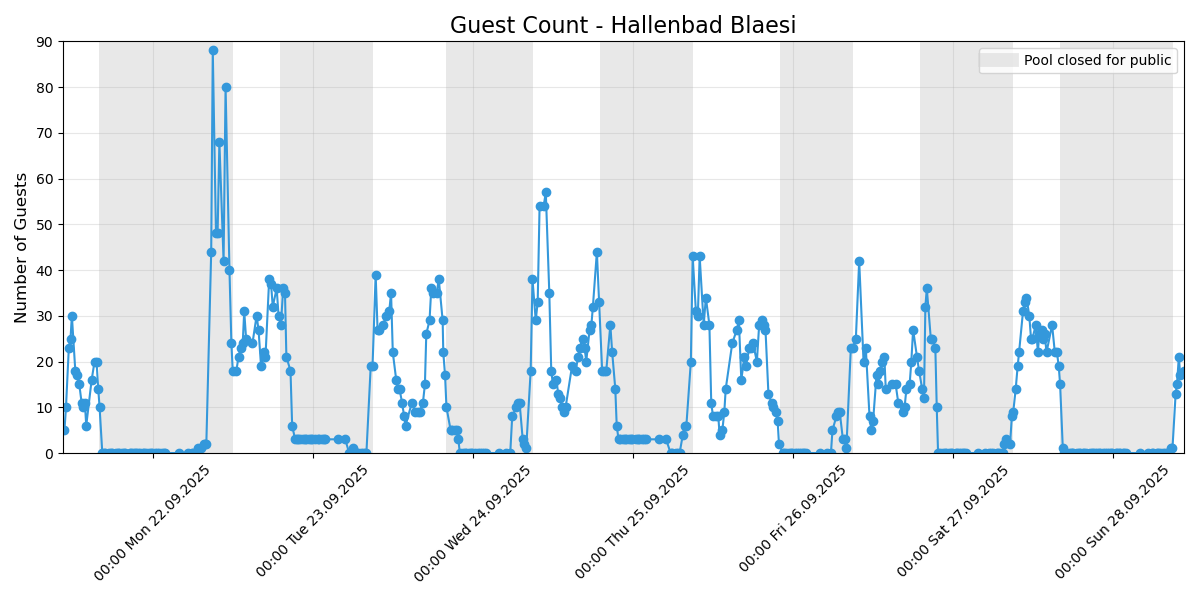 Guest Count - Hallenbad Blaesi
Pool closed for public
Number of Guests
90
80
70
60
50
40
30
20
10
0
00:00 Mon 22.09.2025
00:00 Tue 23.09.2025
00:00 Wed 24.09.2025
00:00 Thu 25.09.2025
00:00 Fri 26.09.2025
00:00 Sat 27.09.2025
00:00 Sun 28.09.2025